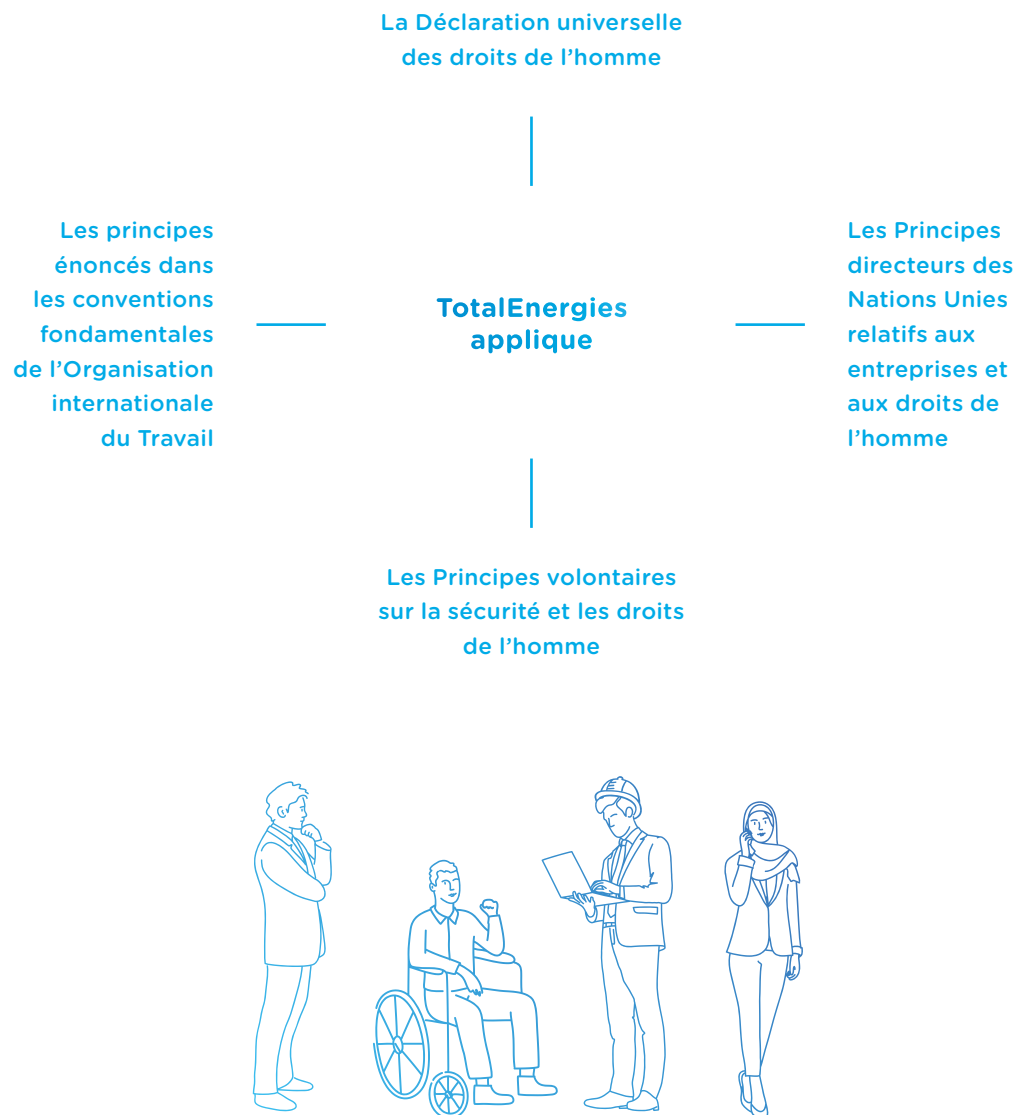 La Déclaration universelle
des droits de l’homme
Les principes
énoncés dans
les conventions
fondamentales
de l’Organisation
internationale
du Travail
TotalEnergies
applique
Les Principes
directeurs des
Nations Unies
relatifs aux
entreprises et
aux droits de
l’homme
Les Principes volontaires
sur la sécurité et les droits
de l’homme